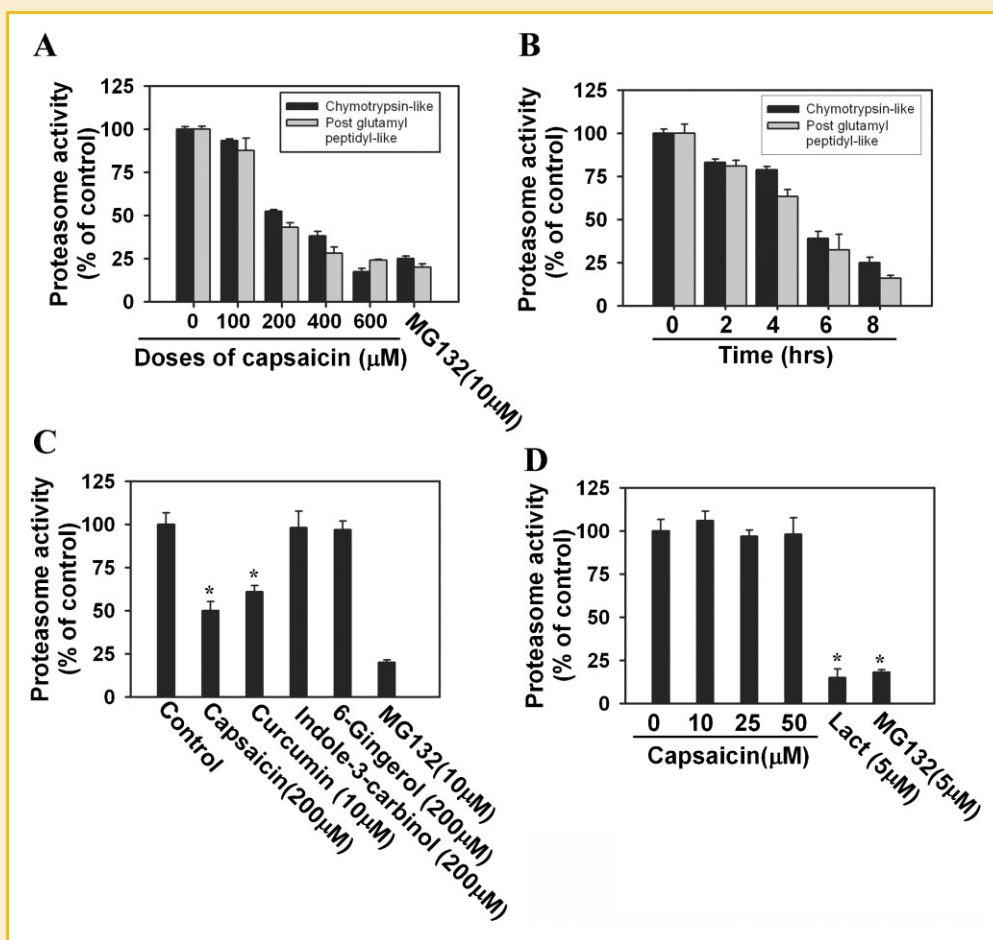 A
Proteasome activity
(% of control)
125
100
75
50
25
0
Chymotrypsin-like
Post glutamyl
peptidyl-like
0 100 200 400 600
MG132(10μM)
Doses of capsaicin (μM)
B
Proteasome activity
(% of control)
125
100
75
50
25
0
Chymotrypsin-like
Post glutamyl
peptidyl-like
0 2 4 6 8
Time (hrs)
C
Proteasome activity
(% of control)
125
100
75
50
25
0
*
*
Control
Capsaicin(200μM)
Curcumin (10μM)
Indole-3-carbinol (200μM)
6-Gingerol (200μM)
MG132(10μM)
D
Proteasome activity
(% of control)
125
100
75
50
25
0
*
*
0 10 25 50
Capsaicin(μM)
Lact (5μM)
MG132(5μM)